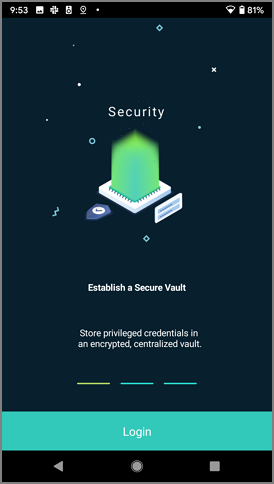 9:53
81%
Security
Establish a Secure Vault
Store privileged credentials in
an encrypted, centralized vault.
Login